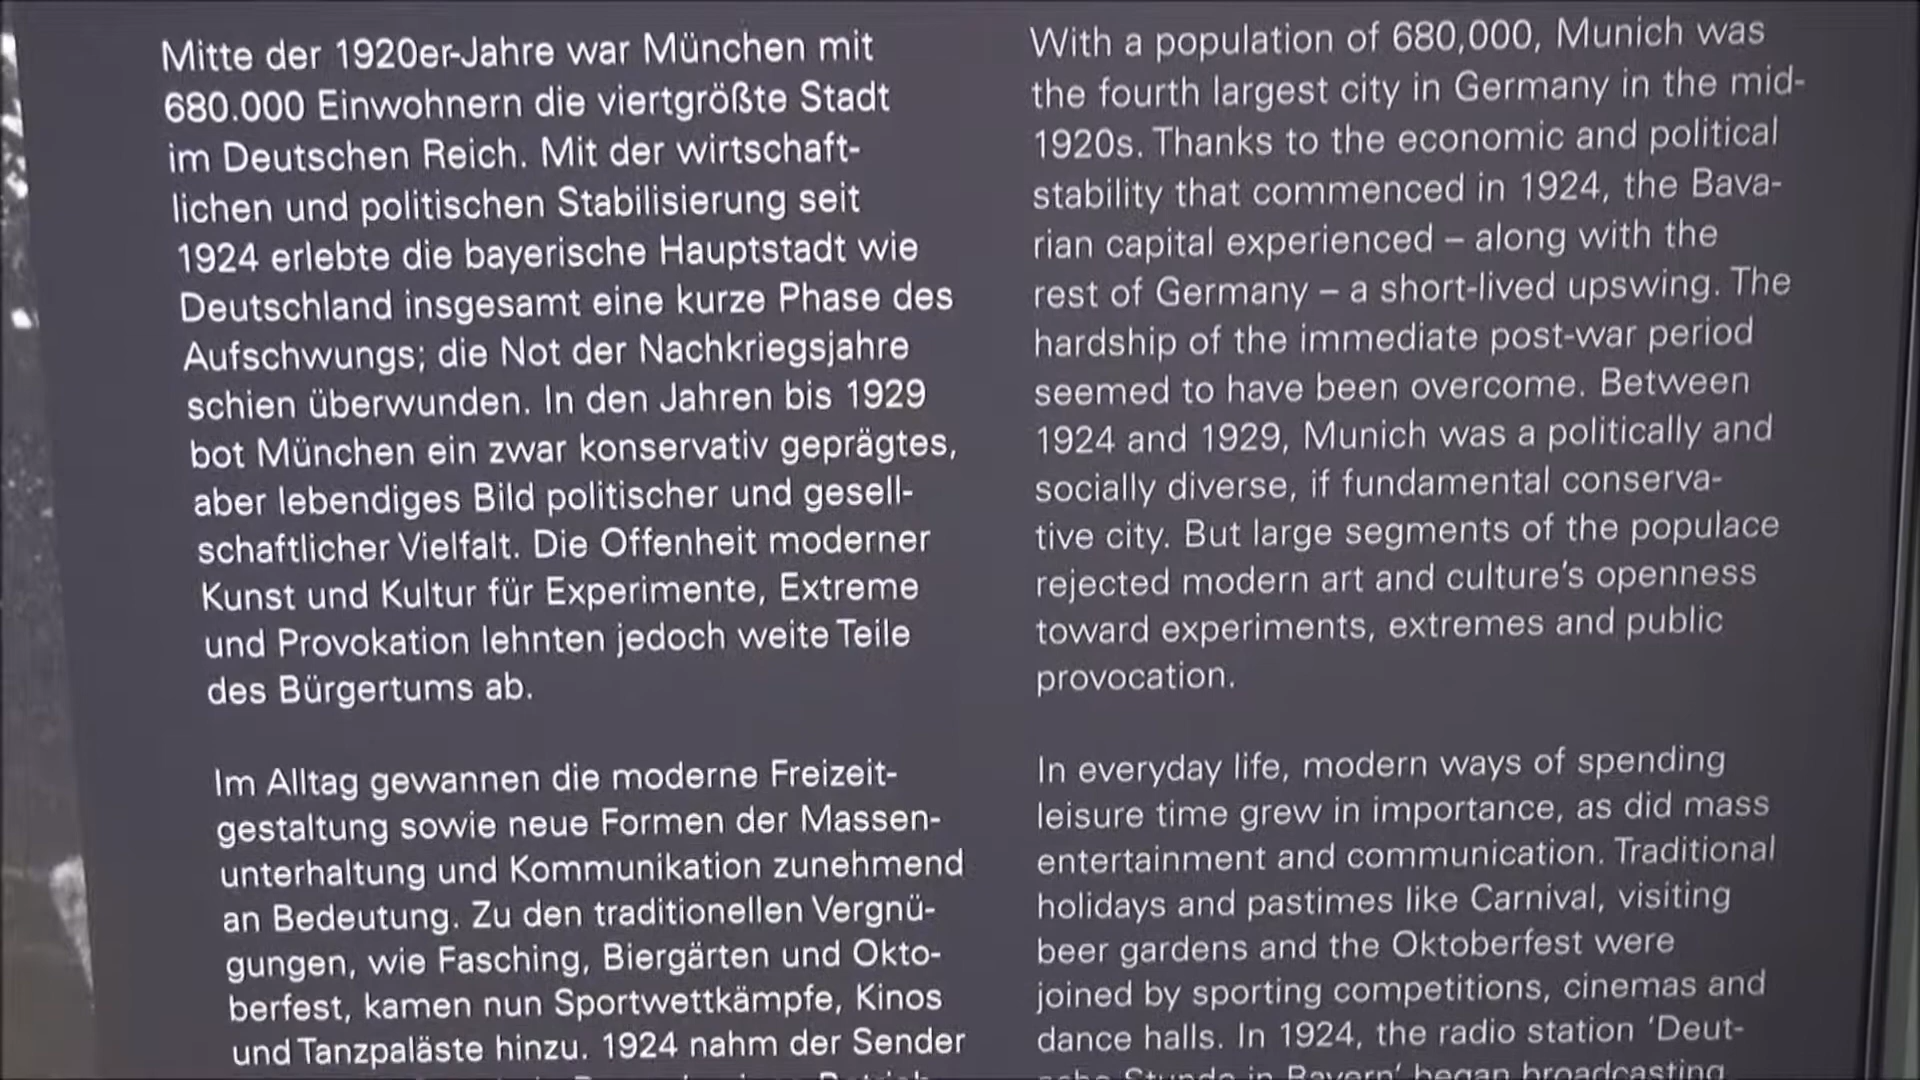 Mitte der 1920er-Jahre war München mit
680.000 Einwohnern die viertgrößte Stadt
im Deutschen Reich. Mit der wirtschaft-
lichen und politischen Stabilisierung seit
1924 erlebte die bayerische Hauptstadt wie
Deutschland insgesamt eine kurze Phase des
Aufschwungs; die Not der Nachkriegsjahre
schien überwunden. In den Jahren bis 1929
bot München ein zwar konservativ geprägtes,
aber lebendiges Bild politischer und gesell-
schaftlicher Vielfalt. Die Offenheit moderner
Kunst und Kultur für Experimente, Extreme
und Provokation lehnten jedoch weite Teile
des Bürgertums ab.
Im Alltag gewannen die moderne Freizeit-
gestaltung sowie neue Formen der Massen-
unterhaltung und Kommunikation zunehmend
an Bedeutung. Zu den traditionellen Vergnü-
gungen, wie Fasching, Biergärten und Okto-
berfest, kamen nun Sportwettkämpfe, Kinos
und Tanzpaläste hinzu. 1924 nahm der Sender
With a population of 680,000, Munich was
the fourth largest city in Germany in the mid-
1920s. Thanks to the economic and political
stability that commenced in 1924, the Bava-
rian capital experienced – along with the
rest of Germany – a short-lived upswing. The
hardship of the immediate post-war period
seemed to have been overcome. Between
1924 and 1929, Munich was a politically and
socially diverse, if fundamental conserva-
tive city. But large segments of the populace
rejected modern art and culture's openness
toward experiments, extremes and public
provocation.
In everyday life, modern ways of spending
leisure time grew in importance, as did mass
entertainment and communication. Traditional
holidays and pastimes like Carnival, visiting
beer gardens and the Oktoberfest were
joined by sporting competitions, cinemas and
dance halls. In 1924, the radio station 'Deut-
sche Stunde in Bayern' began broadcasting